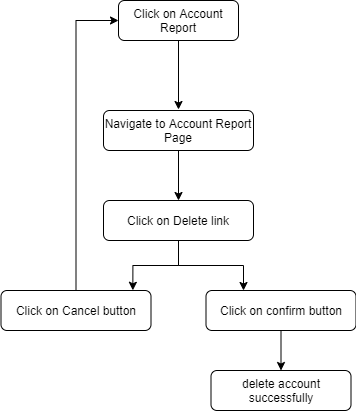 Click on Account
Report
Navigate to Account Report
Page
Click on Delete link
Click on Cancel button
Click on confirm button
delete account
successfully